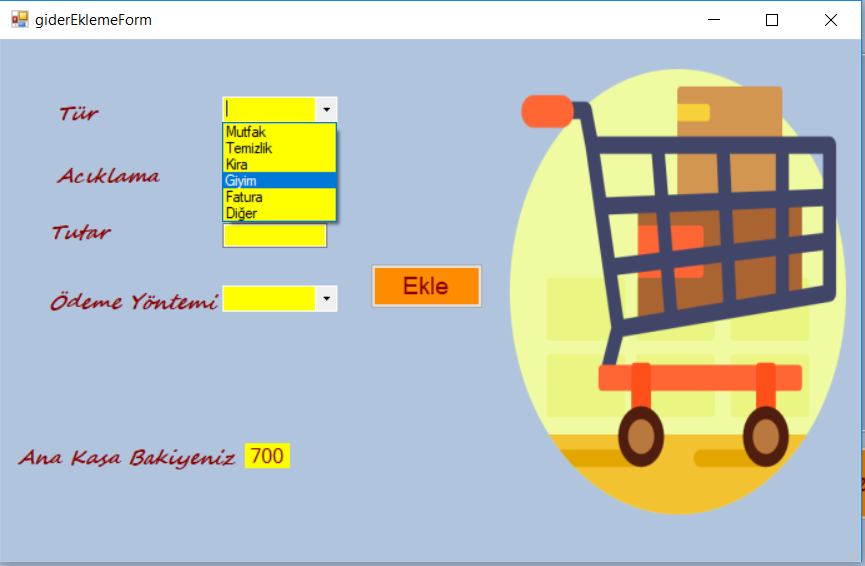 giderEklemeForm
Tür
Mutfak
Temizlik
Kira
Giyim
Fatura
Diğer
Acıklama
Tutar
Ödeme Yöntemi
Ekle
Ana Kasa Bakiyeniz 700